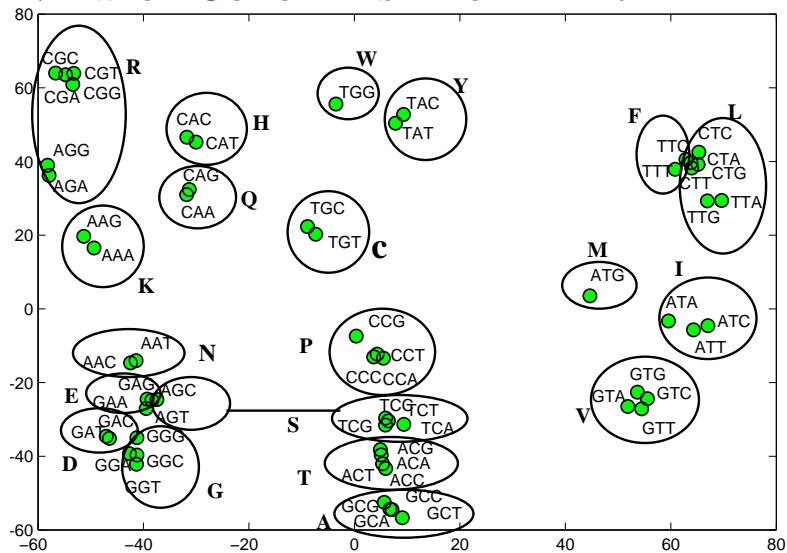 80
60
40
20
0
−20
−40
−60
−60 −40 −20 0 20 40 60 80
R
CGC
CGT
CGA CGG
AGG
AGA
H
CAC
CAT
Q
CAG
CAA
K
AAG
AAA
W
TGG
Y
TAC
TAT
c
TGC
TGT
F
TTC
TTT
L
CTC
CTA
CTG
CTT
TTG
TTA
M
ATG
I
ATA
ATC
ATT
N
AAT
AAC
E
GAG
GAA
AGC
AGT
D
GAC
GAT
G
GGG
GGA
GGC
GGT
P
CCG
CCT
CCC CCA
S
TCG
TCT
TCG
TCA
T
ACG
ACA
ACT
ACC
A
GCC
GCG
GCT
GCA
V
GTG
GTA
GTC
GTT